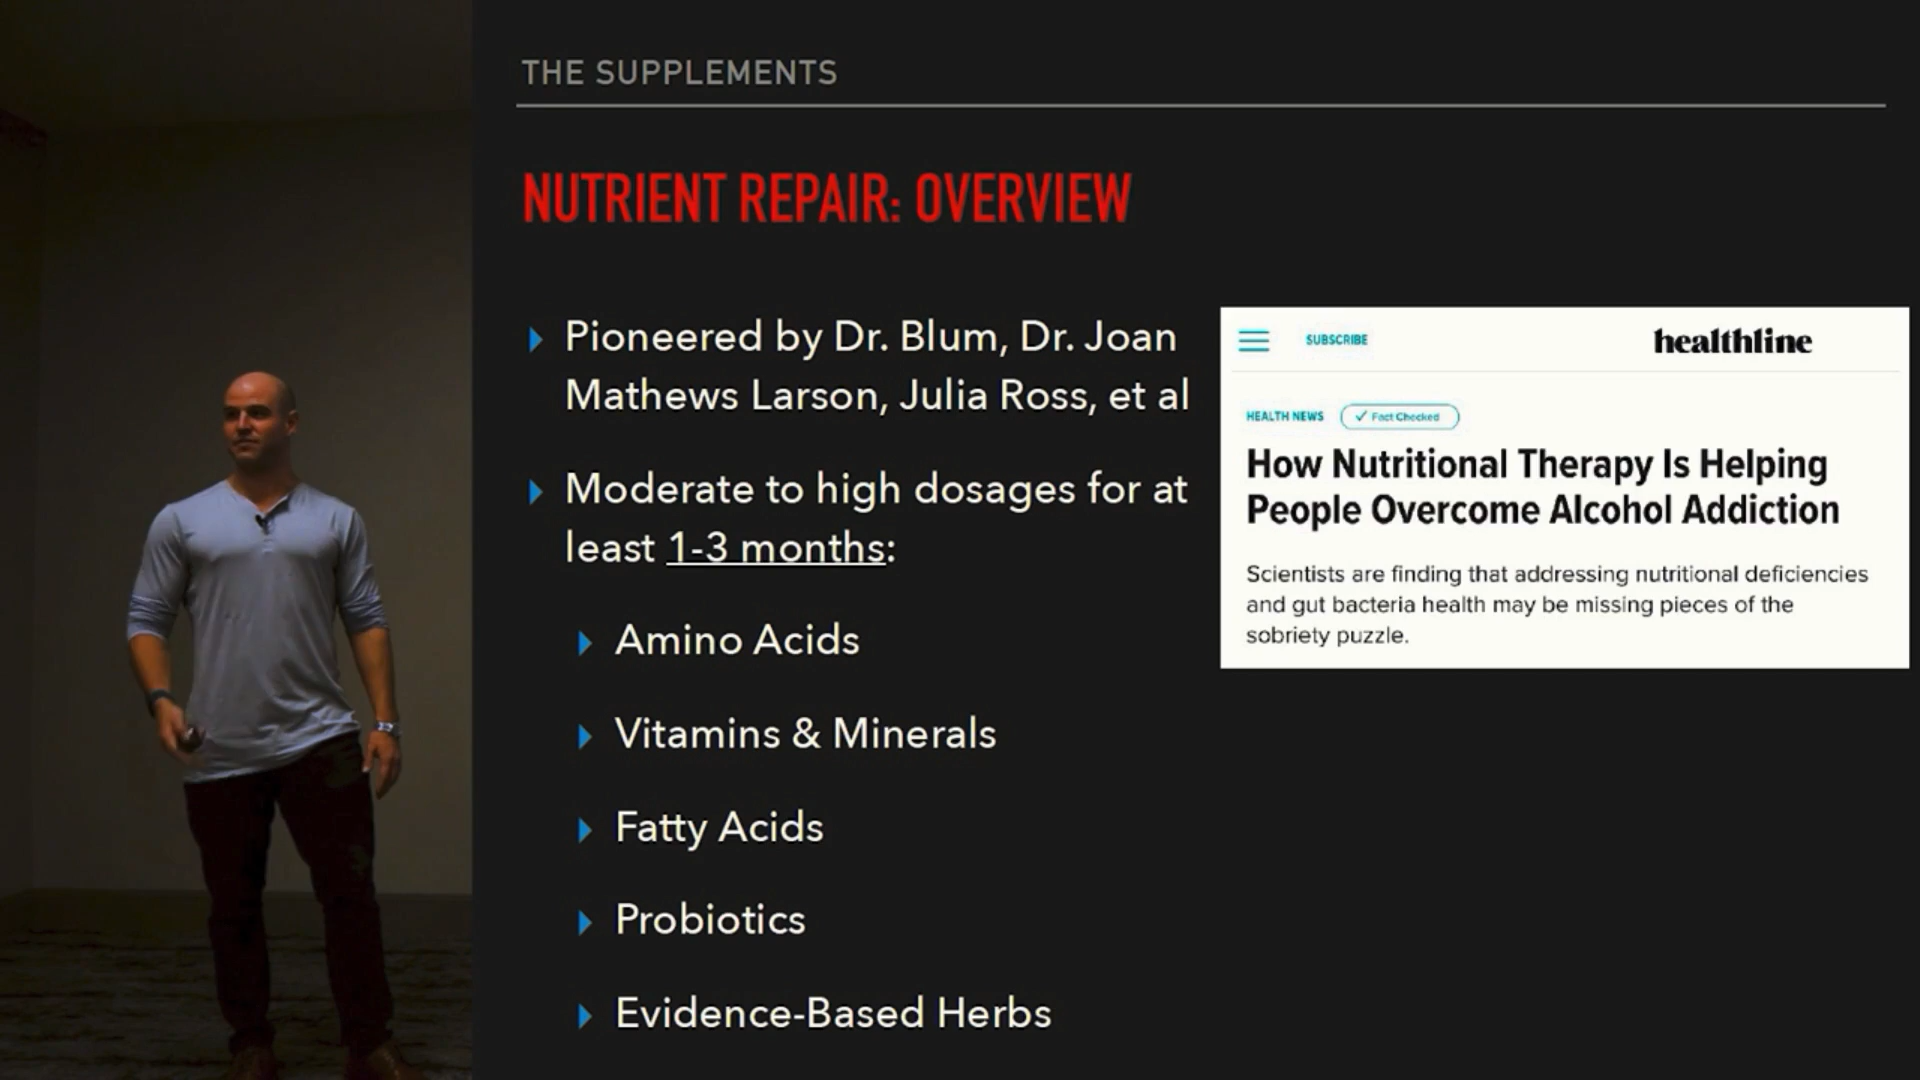 THE SUPPLEMENTS
NUTRIENT REPAIR: OVERVIEW
Pioneered by Dr. Blum, Dr. Joan
Mathews Larson, Julia Ross, et al
Moderate to high dosages for at
least 1-3 months:
Amino Acids
Vitamins & Minerals
Fatty Acids
Probiotics
Evidence-Based Herbs
SUBSCRIBE
healthline
HEALTH NEWS
Fact Checked
How Nutritional Therapy Is Helping
People Overcome Alcohol Addiction
Scientists are finding that addressing nutritional deficiencies
and gut bacteria health may be missing pieces of the
sobriety puzzle.